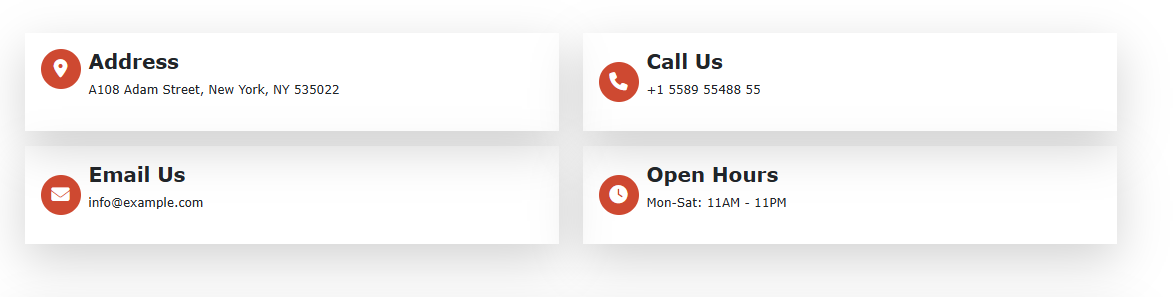 Address
A108 Adam Street, New York, NY 535022
Call Us
+1 5589 55488 55
Email Us
info@example.com
Open Hours
Mon-Sat: 11AM - 11PM